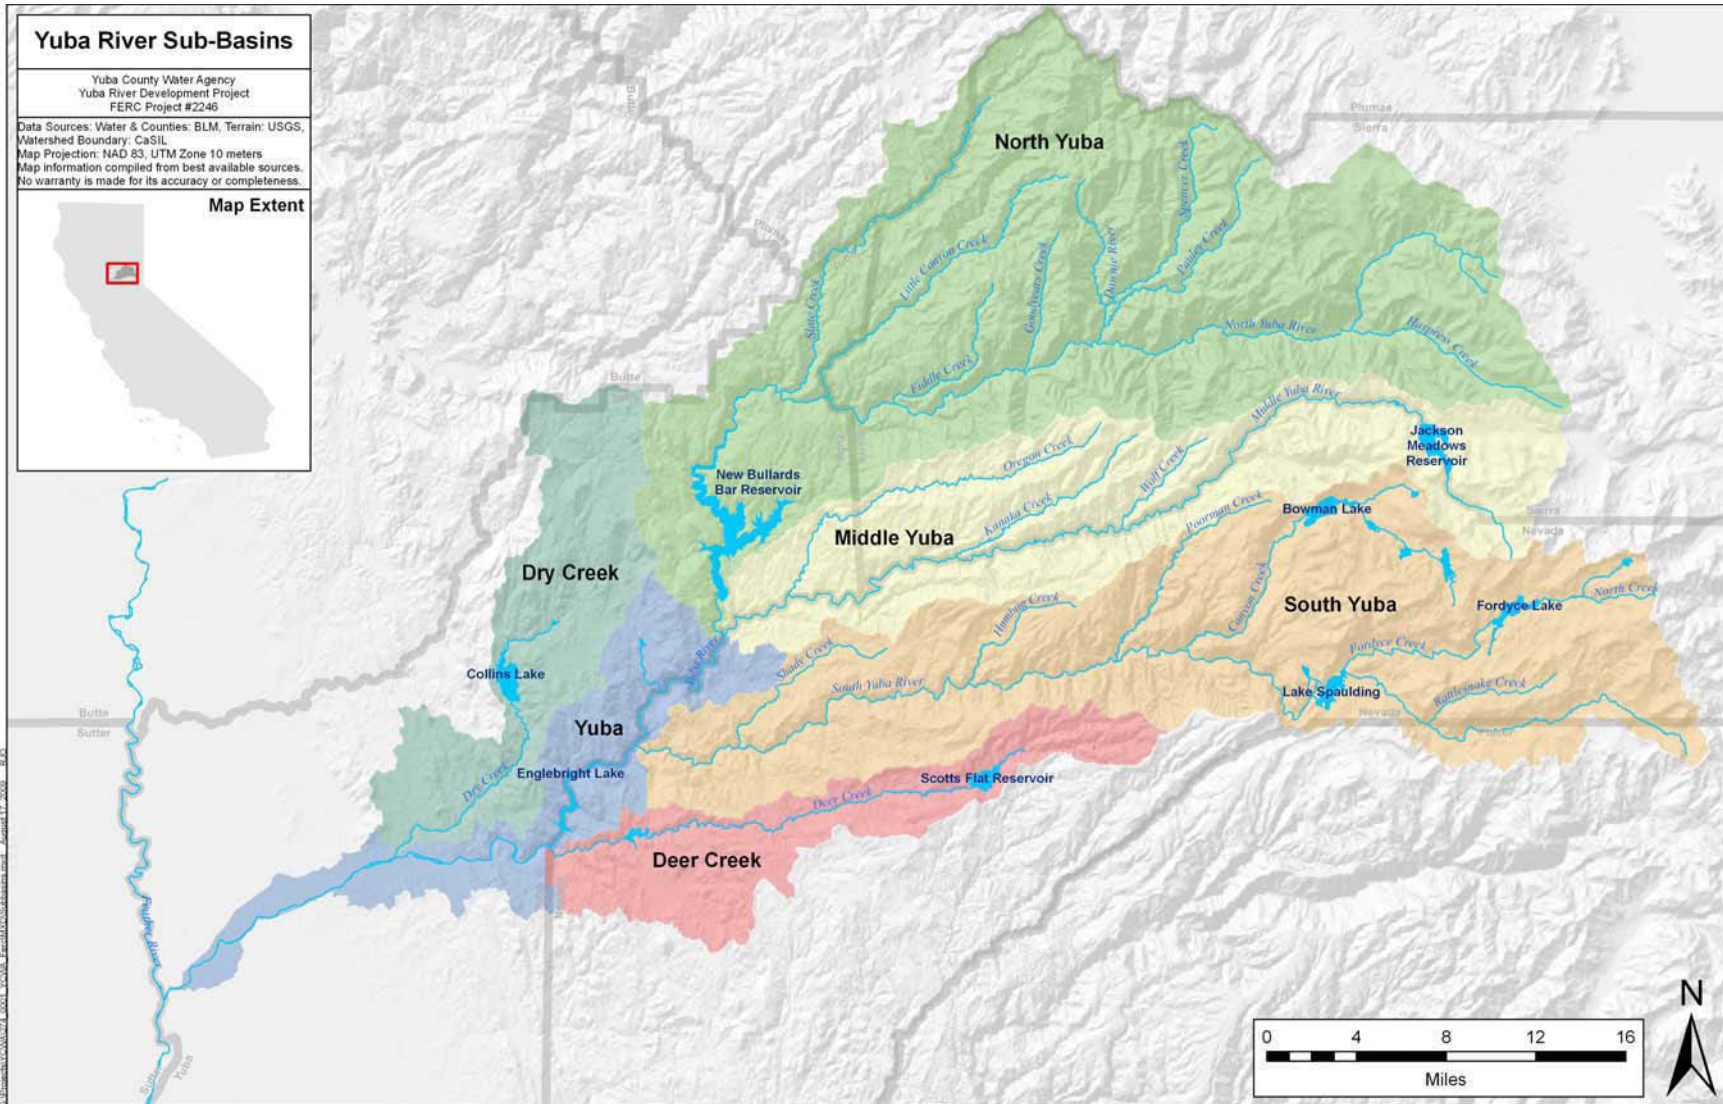 Yuba River Sub-Basins
Yuba County Water Agency
Yuba River Development Project
FERC Project #2246
Data Sources: Water & Counties: BLM, Terrain: USGS,
Watershed Boundary: CaSIL
Map Projection: NAD 83, UTM Zone 10 meters
Map information compiled from best available sources.
No warranty is made for its accuracy or completeness.
Map Extent
Butte
Plumas
Sierra
North Yuba
Spencer Creek
Pauley Creek
Downie River
Goodyears Creek
Little Canyon Creek
Slate Creek
Fiddle Creek
North Yuba River
Haypress Creek
Plumas
Butte
Middle Yuba River
Jackson
Meadows
Reservoir
Oregon Creek
Wolf Creek
Kanaka Creek
New Bullards
Bar Reservoir
Poorman Creek
Bowman Lake
Sierra
Nevada
Middle Yuba
Dry Creek
Canyon Creek
South Yuba
Fordyce Lake
North Creek
Humbug Creek
Shady Creek
Yuba River
Fordyce Creek
Collins Lake
South Yuba River
Lake Spaulding
Rattlesnake Creek
Nevada
Placer
Butte
Sutter
Yuba
Englebright Lake
Dry Creek
Scotts Flat Reservoir
Deer Creek
Deer Creek
Feather River
Sutter
Yuba
N
0 4 8 12 16
Miles